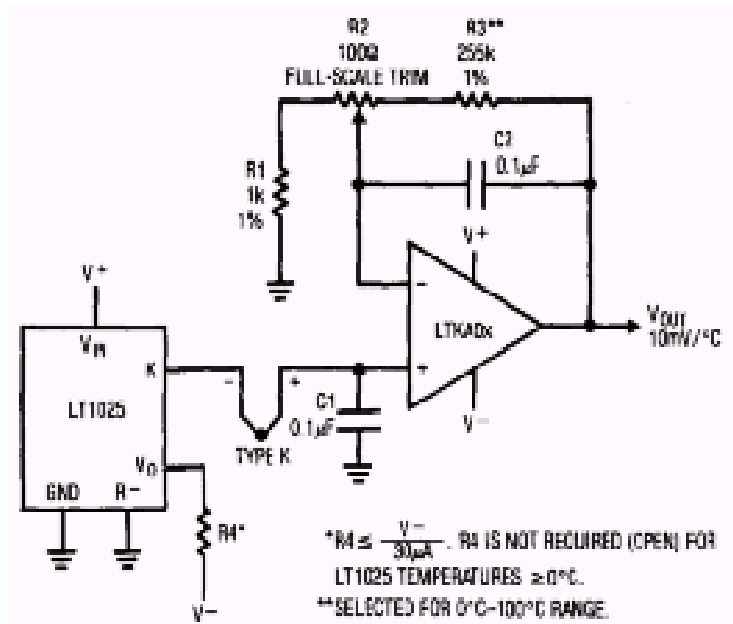 R2
100Ω
FULL-SCALE TRIM
R3**
255k
1%
C2
0.1µF
R1
1k
1%
V+
V+
VIN
K
LT1025
VO
GND
R−
−
+
TYPE K
C1
0.1µF
−
+
LTKA0x
V−
VOUT
10mV/°C
R4*
V−
*R4 ≤ V−/30µA. R4 IS NOT REQUIRED (OPEN) FOR
LT1025 TEMPERATURES ≥0°C.
**SELECTED FOR 0°C–100°C RANGE.